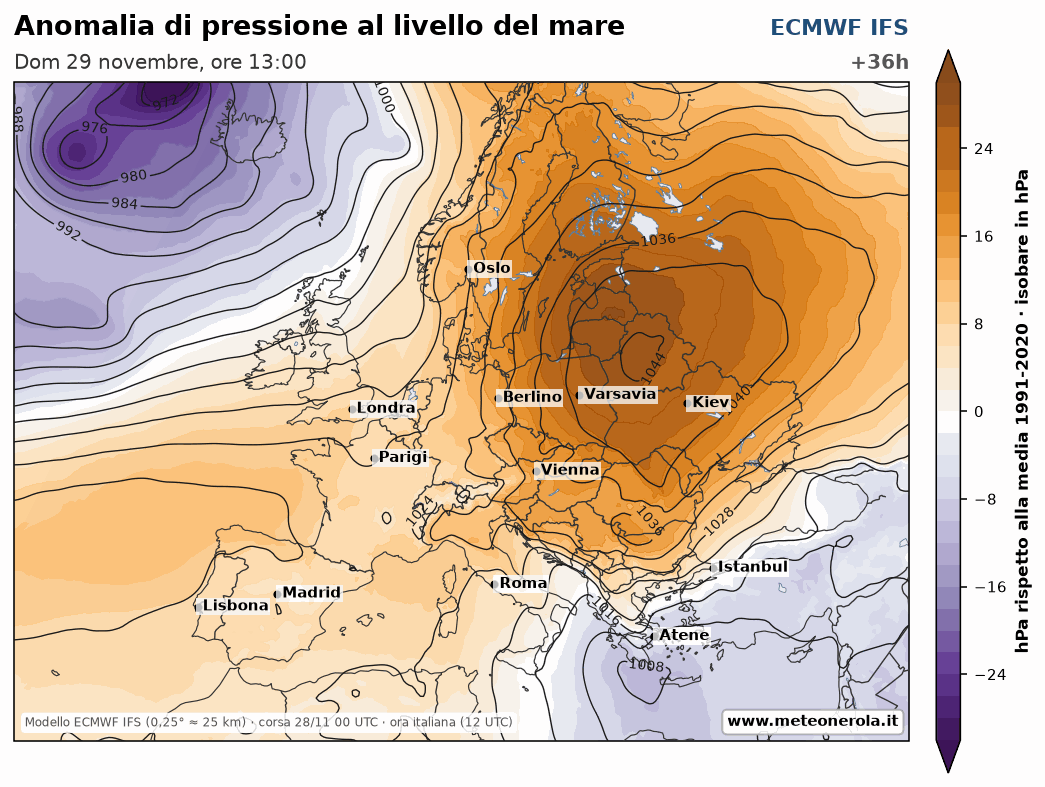 Anomalia di pressione al livello del mare
ECMWF IFS
Dom 29 novembre, ore 13:00
+36h
988
972
1000
976
980
984
992
1036
Oslo
1044
Berlino
Varsavia
Kiev
1040
Londra
Parigi
Vienna
1024
1036
1028
Istanbul
Roma
Madrid
Lisbona
1016
Atene
1008
Modello ECMWF IFS (0,25° ≈ 25 km) · corsa 28/11 00 UTC · ora italiana (12 UTC)
www.meteonerola.it
24
16
8
0
−8
−16
−24
hPa rispetto alla media 1991-2020 · isobare in hPa